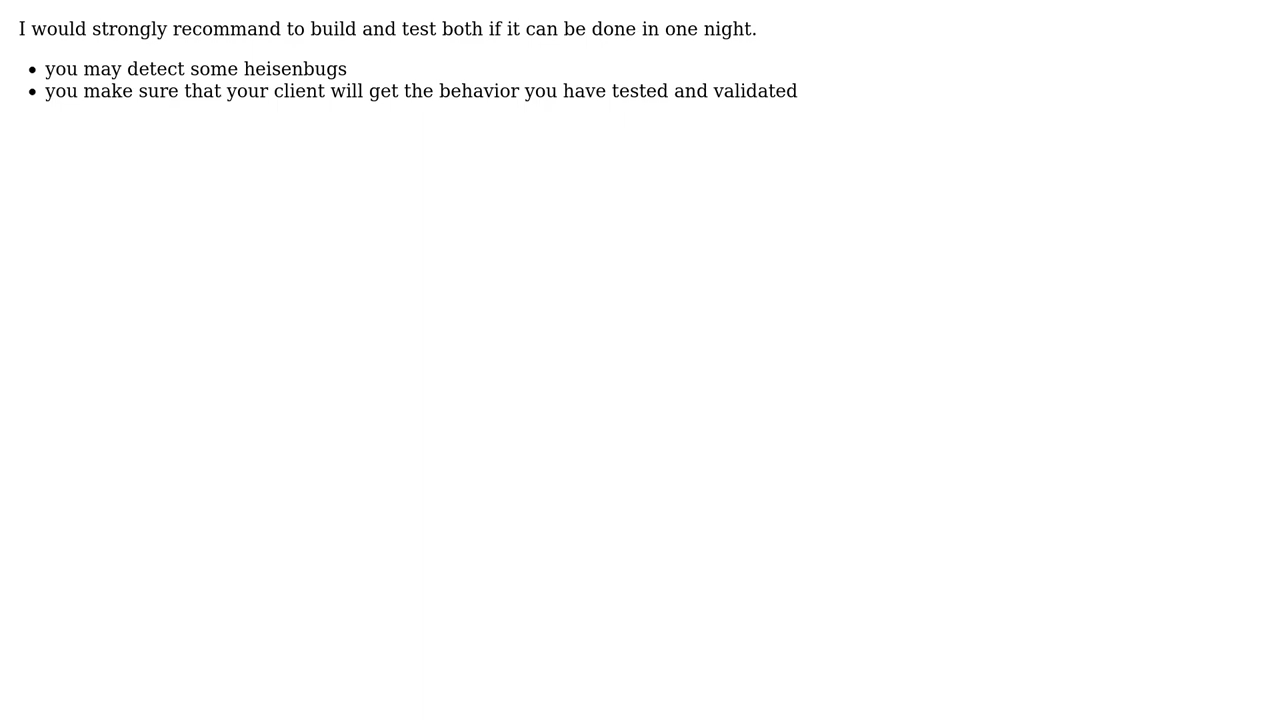 I would strongly recommand to build and test both if it can be done in one night.
• you may detect some heisenbugs
• you make sure that your client will get the behavior you have tested and validated